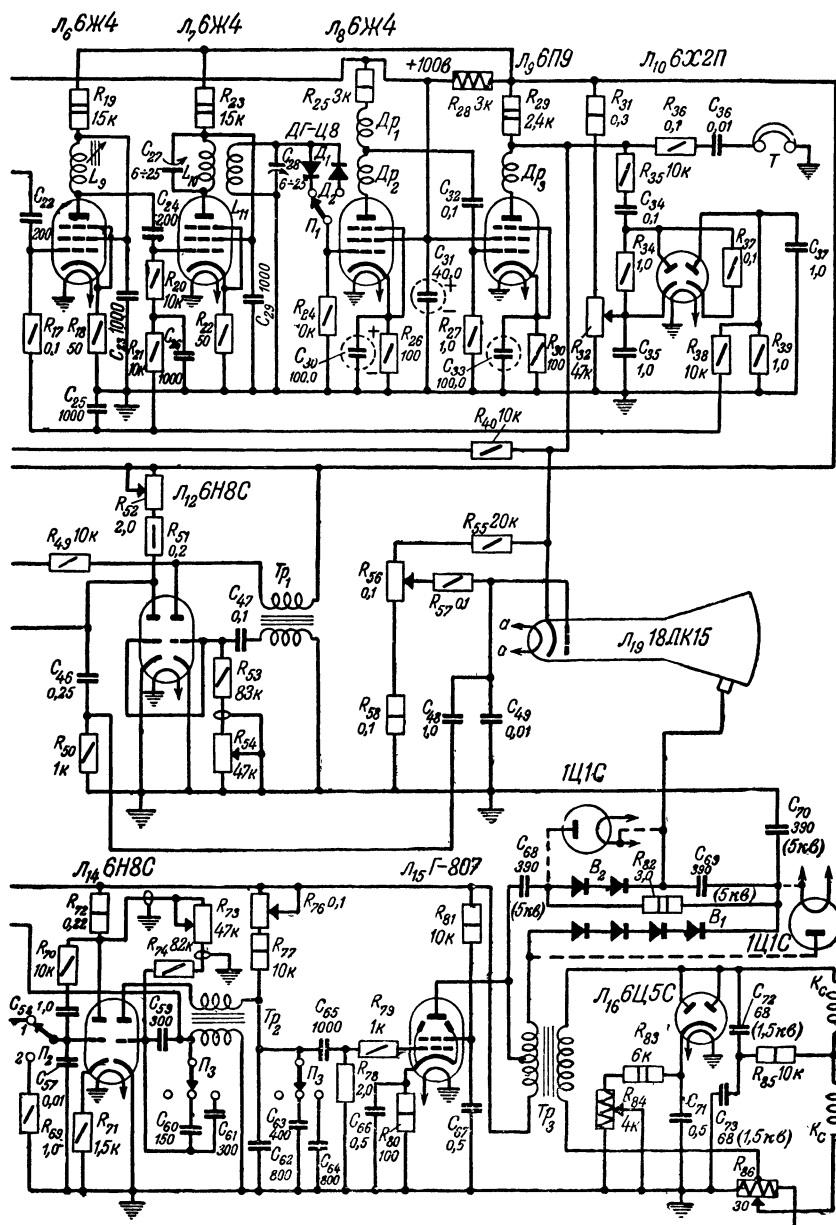 Л6 6Ж4
Л7 6Ж4
Л8 6Ж4
+100в
Л9 6П9
Л10 6Х2П
R19
15к
R23
15к
R25 3к
R28 3к
R29
2,4к
R31
0,3
R36
0,1
C36
0,01
T
Др1
Др2
Др3
ДГ-Ц8
C27
6÷25
L9
L10
L11
C28
6÷25
Д1
Д2
П1
R35 10к
C34
0,1
C22
200
C24
200
C32
0,1
C31
40,0
+
−
R34
1,0
R37
0,1
C37
1,0
R17
0,1
R18
50
C23
1000
R20
10к
R21
10к
C26
1000
R22
50
1000
C29
R24
10к
C30
100,0
+
−
R26
100
R27
1,0
C33
100,0
R30
100
R32
47к
C35
1,0
R38
10к
R39
1,0
C25
1000
R40 10к
R52
2,0
Л12 6Н8С
R51
0,2
R49 10к
Тр1
C47
0,1
R55 20к
R56
0,1
R57 0,1
а
а
Л19 18ЛК15
C46
0,25
R53
83к
R50
1к
R54
47к
R58
0,1
C48
1,0
C49
0,01
1Ц1С
C70
390
(5кв)
C68
390
(5кв)
В2
R82
3,0
C69
390
(5кв)
В1
1Ц1С
Л14 6Н8С
Л15 Г-807
R72
0,22
R73
47к
R76 0,1
R81
10к
R70
10к
R74 82к
R77
10к
Л16 6Ц5С
Kс
C58
1,0
1
C59
300
Тр2
C65
1000
R79
1к
C72
68
(1,5кв)
R83
6к
R85 10к
П2
2
C57
0,01
П3
П3
R78
2,0
Тр3
R84
4к
C71
0,5
C73
68 (1,5кв)
Kс
R69
1,0
R71
1,5к
C60
150
C61
300
C63
400
C62
800
C64
800
C66
0,5
R80
100
C67
0,5
R86
30